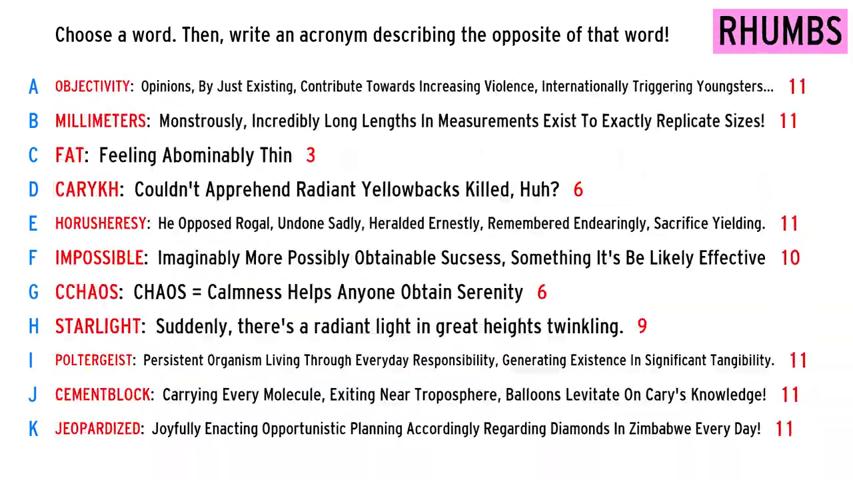 Choose a word. Then, write an acronym describing the opposite of that word!
RHUMBS
A OBJECTIVITY: Opinions, By Just Existing, Contribute Towards Increasing Violence, Internationally Triggering Youngsters... 11
B MILLIMETERS: Monstrously, Incredibly Long Lengths In Measurements Exist To Exactly Replicate Sizes! 11
C FAT: Feeling Abominably Thin 3
D CARYKH: Couldn't Apprehend Radiant Yellowbacks Killed, Huh? 6
E HORUSHERESY: He Opposed Rogal, Undone Sadly, Heralded Ernestly, Remembered Endearingly, Sacrifice Yielding. 11
F IMPOSSIBLE: Imaginably More Possibly Obtainable Sucsess, Something It's Be Likely Effective 10
G CCHAOS: CHAOS = Calmness Helps Anyone Obtain Serenity 6
H STARLIGHT: Suddenly, there's a radiant light in great heights twinkling. 9
I POLTERGEIST: Persistent Organism Living Through Everyday Responsibility, Generating Existence In Significant Tangibility. 11
J CEMENTBLOCK: Carrying Every Molecule, Exiting Near Troposphere, Balloons Levitate On Cary's Knowledge! 11
K JEOPARDIZED: Joyfully Enacting Opportunistic Planning Accordingly Regarding Diamonds In Zimbabwe Every Day! 11